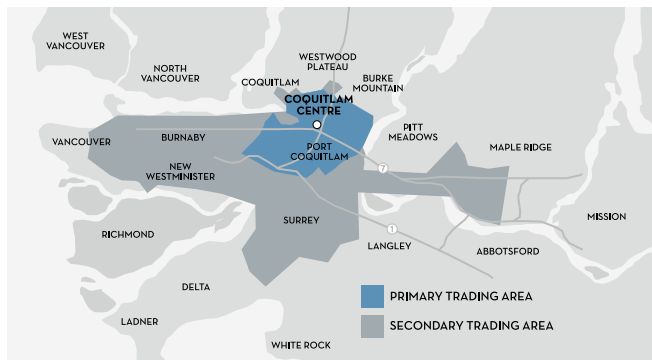 WEST
VANCOUVER
NORTH
VANCOUVER
WESTWOOD
PLATEAU
COQUITLAM
BURKE
MOUNTAIN
COQUITLAM
CENTRE
VANCOUVER
BURNABY
PORT
COQUITLAM
PITT
MEADOWS
MAPLE RIDGE
7
NEW
WESTMINISTER
MISSION
SURREY
1
RICHMOND
LANGLEY
ABBOTSFORD
DELTA
LADNER
WHITE ROCK
PRIMARY TRADING AREA
SECONDARY TRADING AREA